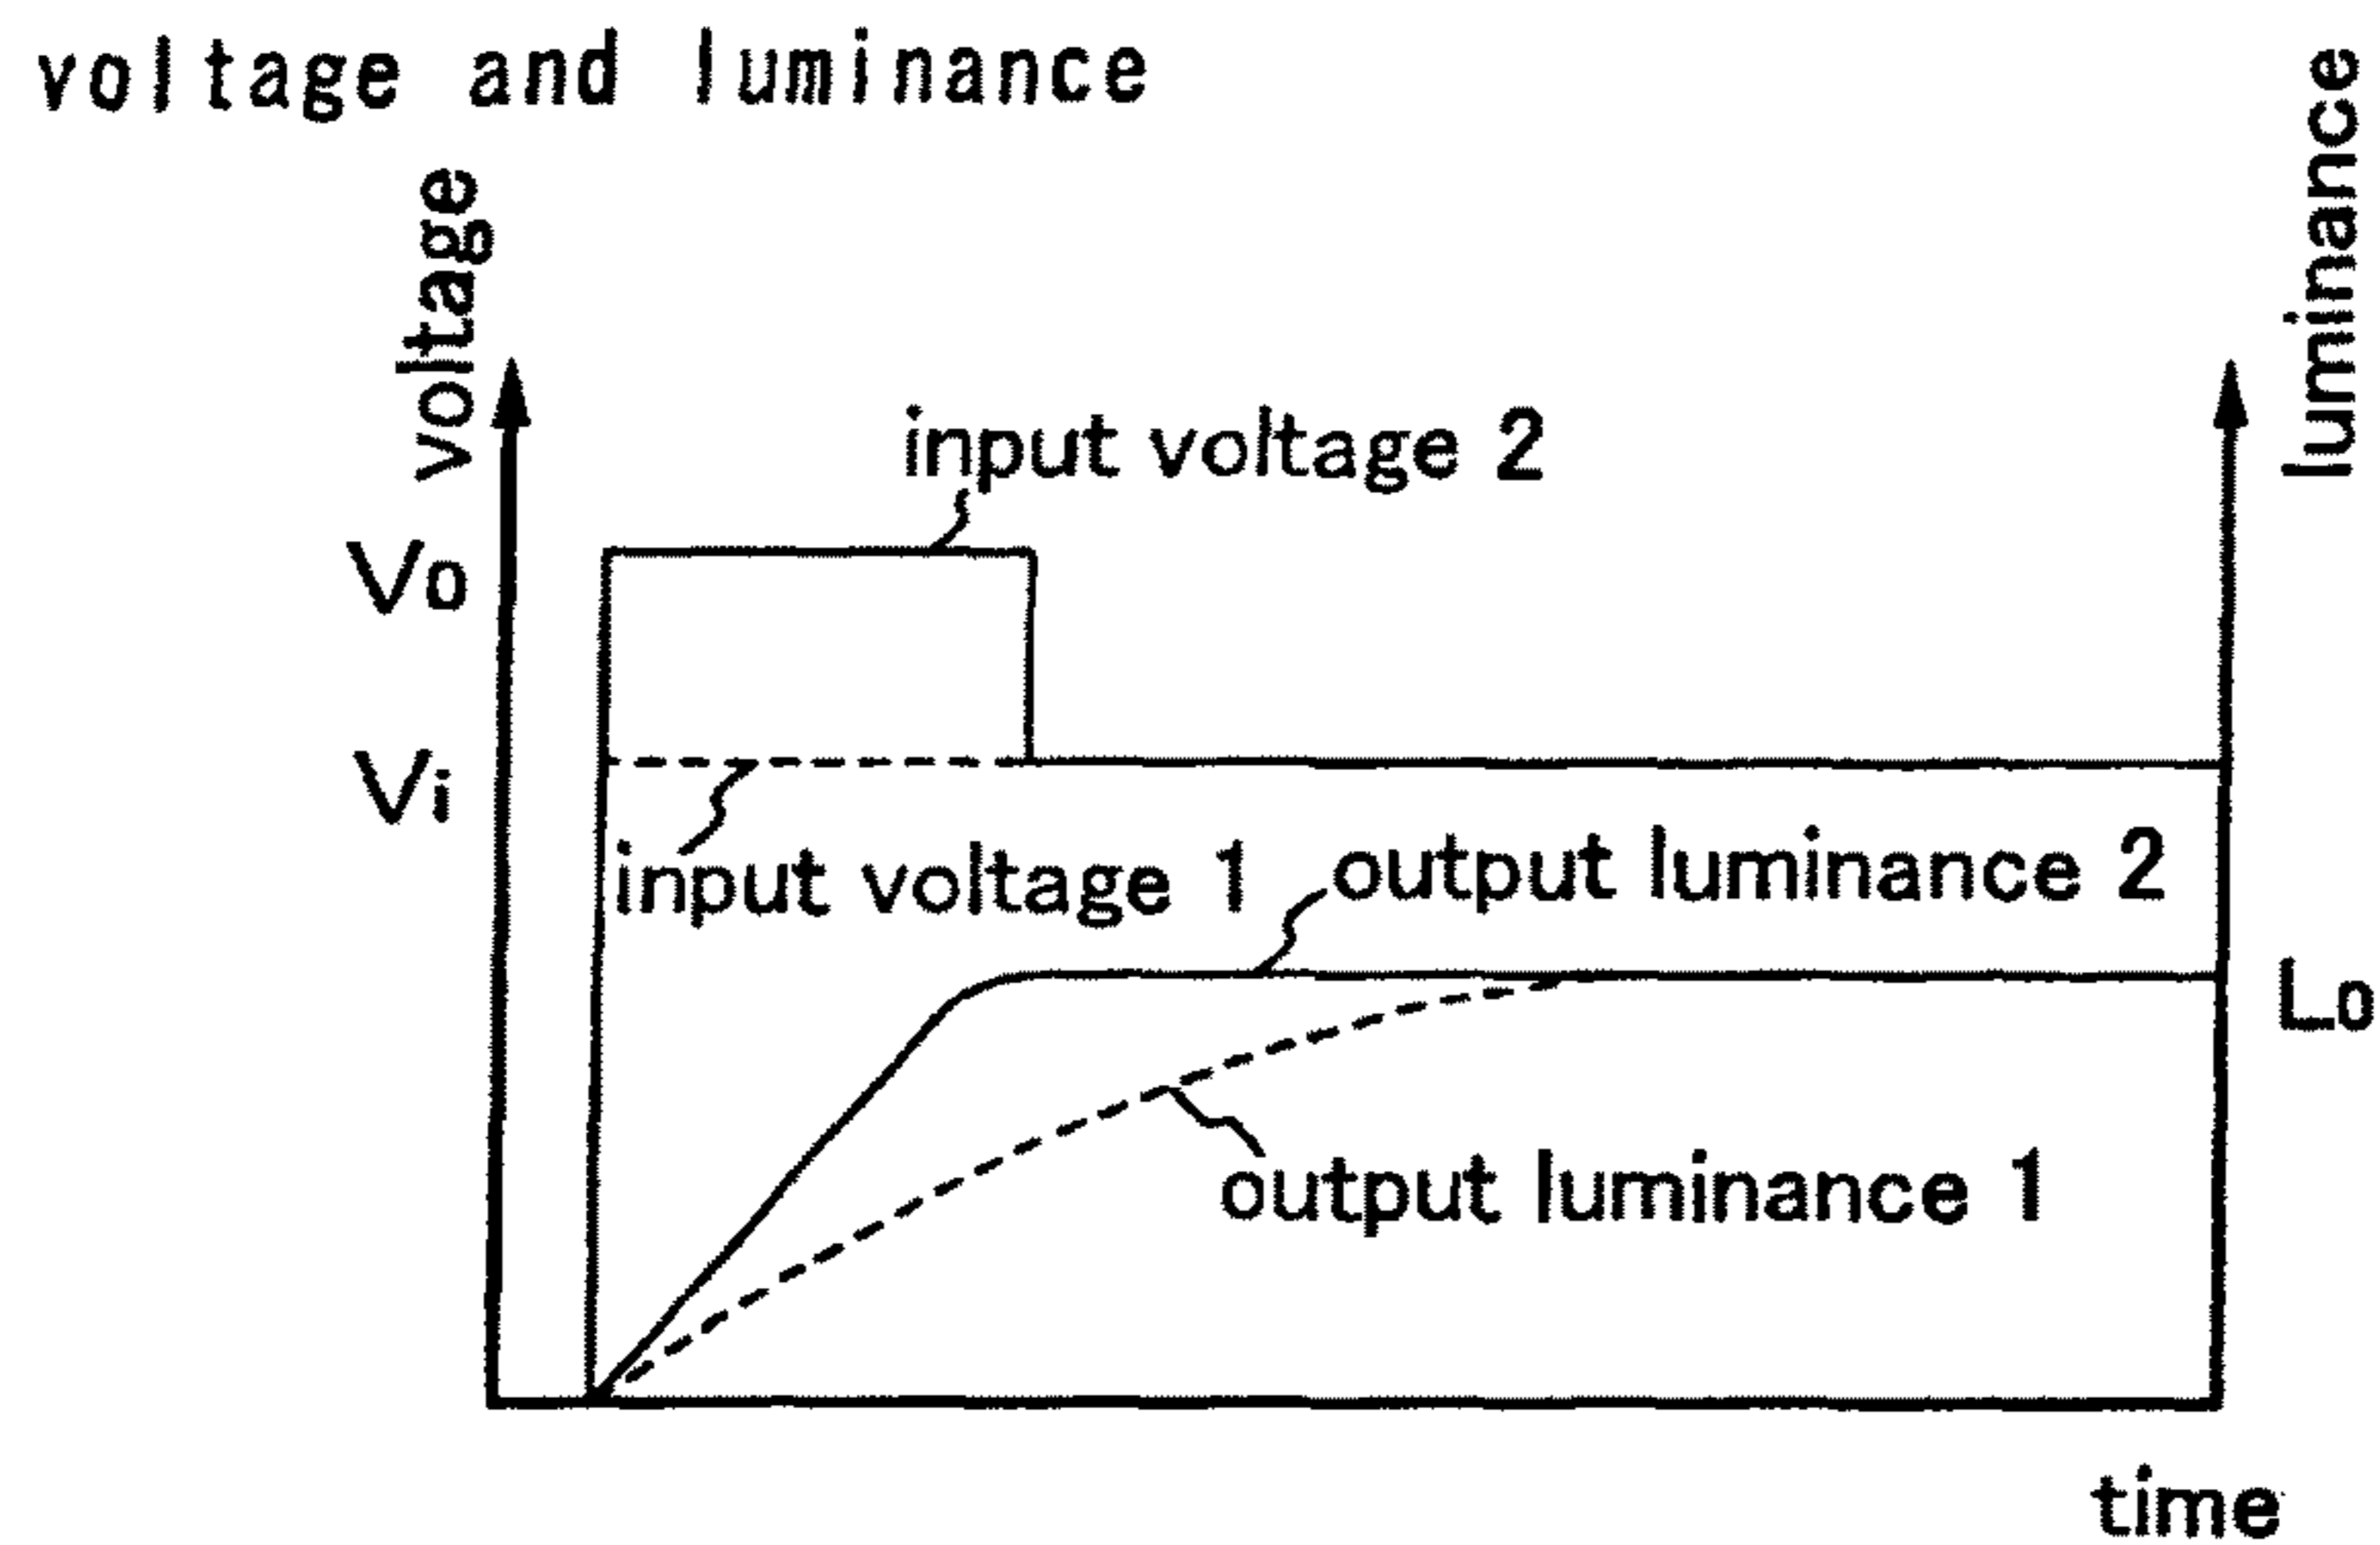 voltage and luminance
voltage
luminance
input voltage 2
Vo
Vi
input voltage 1
output luminance 2
Lo
output luminance 1
time